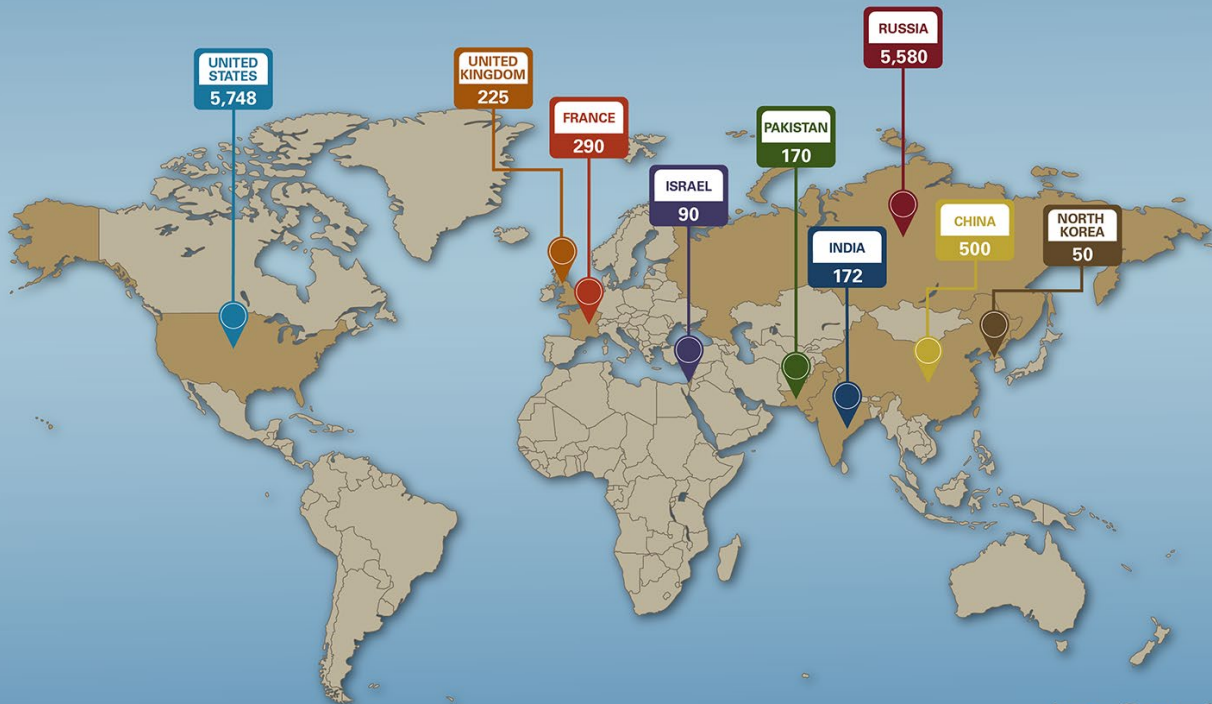 UNITED
STATES
5,748
UNITED
KINGDOM
225
FRANCE
290
ISRAEL
90
PAKISTAN
170
INDIA
172
RUSSIA
5,580
CHINA
500
NORTH
KOREA
50